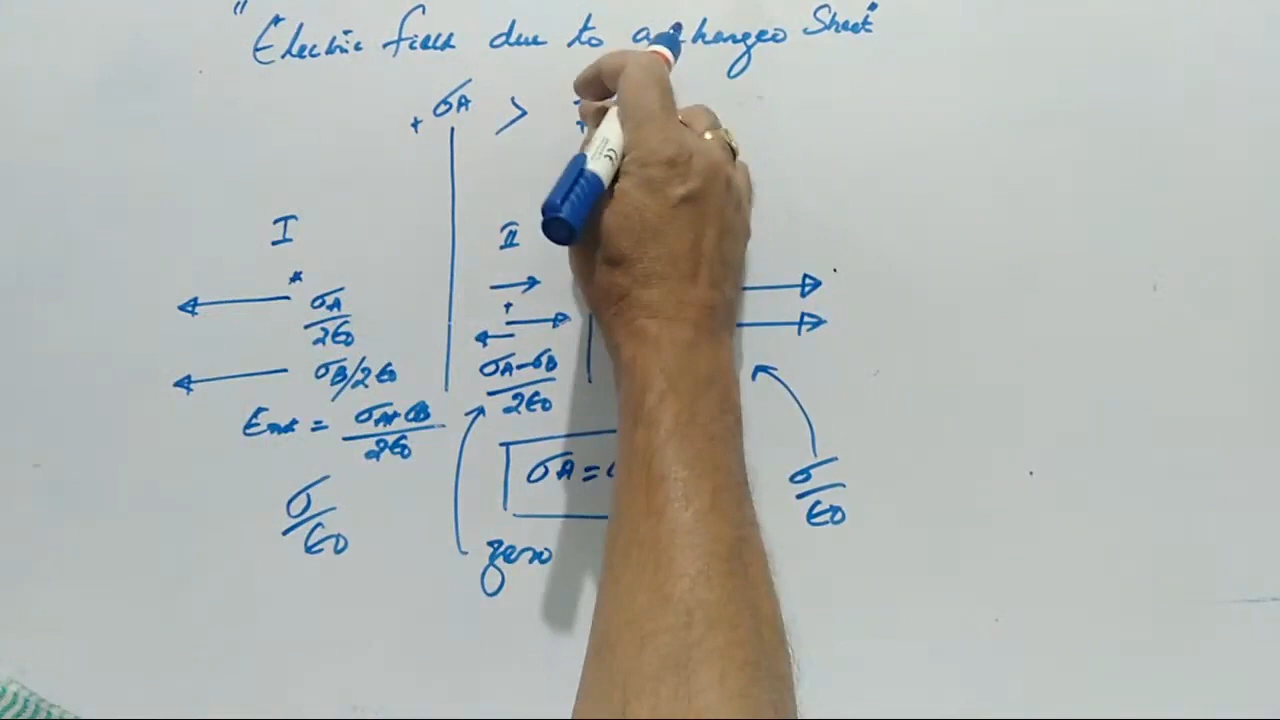 "Electric field due to a charged Sheet"
+ σA > +
I II
σA/2ε0
σB/2ε0
Enet = σA+σB/2ε0
σA-σB/2ε0
σA =
σ/ε0
σ/ε0
zero